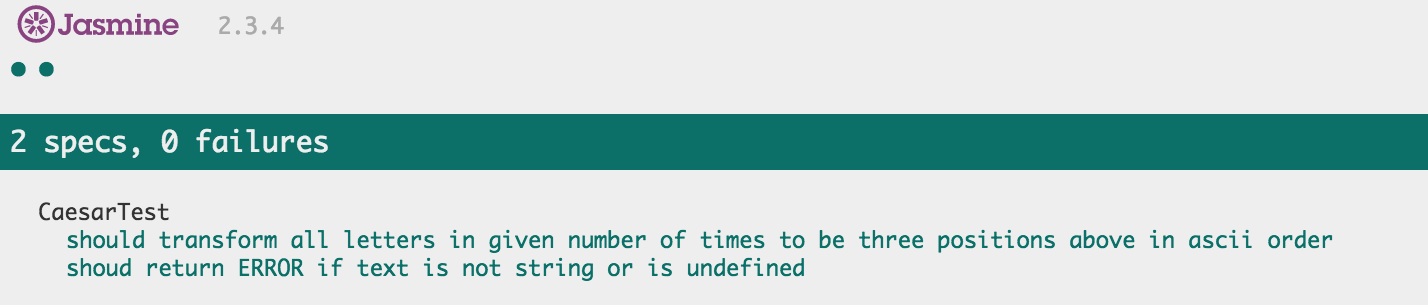 Jasmine 2.3.4
2 specs, 0 failures
CaesarTest
should transform all letters in given number of times to be three positions above in ascii order
shoud return ERROR if text is not string or is undefined